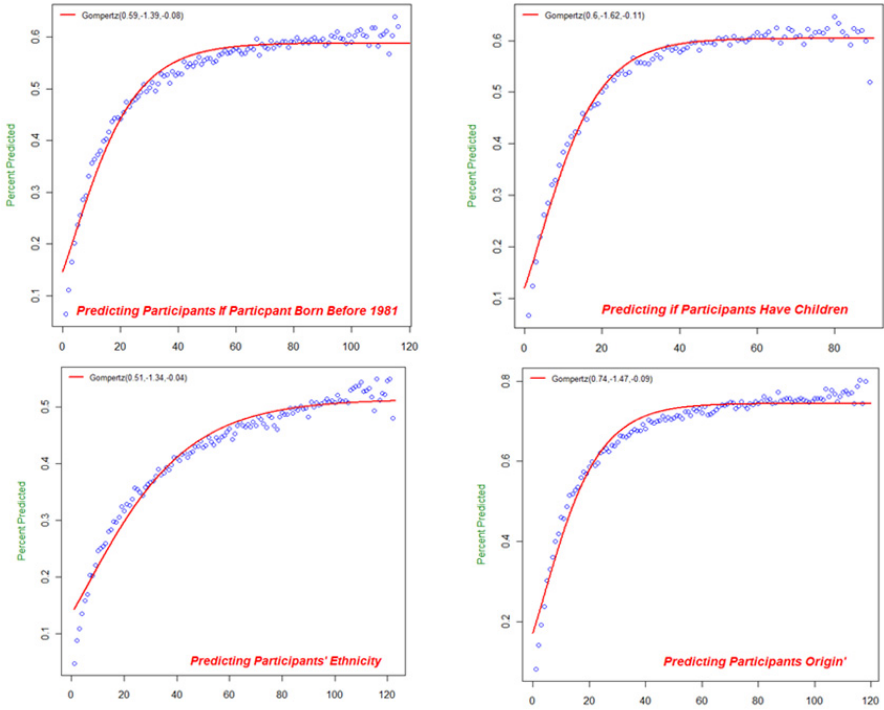 Gompertz(0.59,-1.39,-0.08)
Percent Predicted
0.1 0.2 0.3 0.4 0.5 0.6
Predicting Participants If Particpant Born Before 1981
0 20 40 60 80 100 120
Gompertz(0.6,-1.62,-0.11)
Percent Predicted
0.1 0.2 0.3 0.4 0.5 0.6
Predicting if Participants Have Children
0 20 40 60 80
Gompertz(0.51,-1.34,-0.04)
Percent Predicted
0.1 0.2 0.3 0.4 0.5
Predicting Participants' Ethnicity
0 20 40 60 80 100 120
Gompertz(0.74,-1.47,-0.09)
Percent Predicted
0.2 0.4 0.6 0.8
Predicting Participants Origin'
0 20 40 60 80 100 120